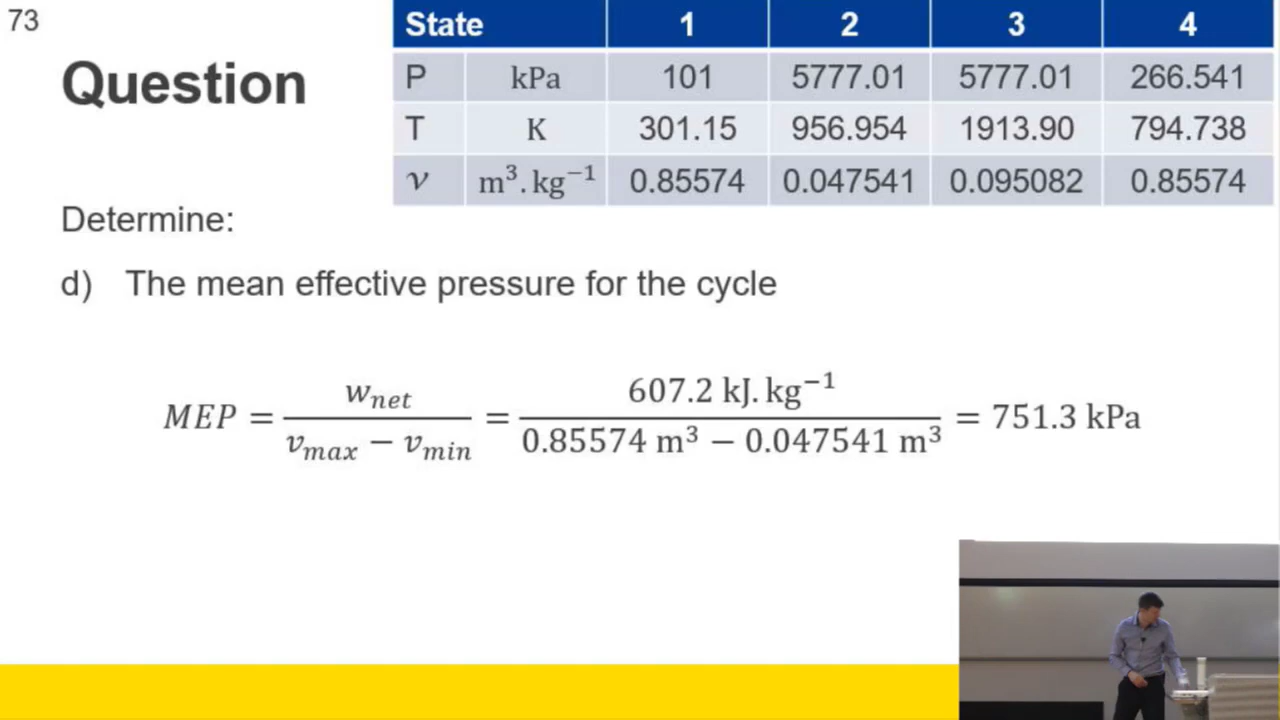 73
Question
State 1 2 3 4
P kPa 101 5777.01 5777.01 266.541
T K 301.15 956.954 1913.90 794.738
ν m³.kg⁻¹ 0.85574 0.047541 0.095082 0.85574
Determine:
d) The mean effective pressure for the cycle
MEP = w_net / (v_max − v_min) = 607.2 kJ.kg⁻¹ / (0.85574 m³ − 0.047541 m³) = 751.3 kPa